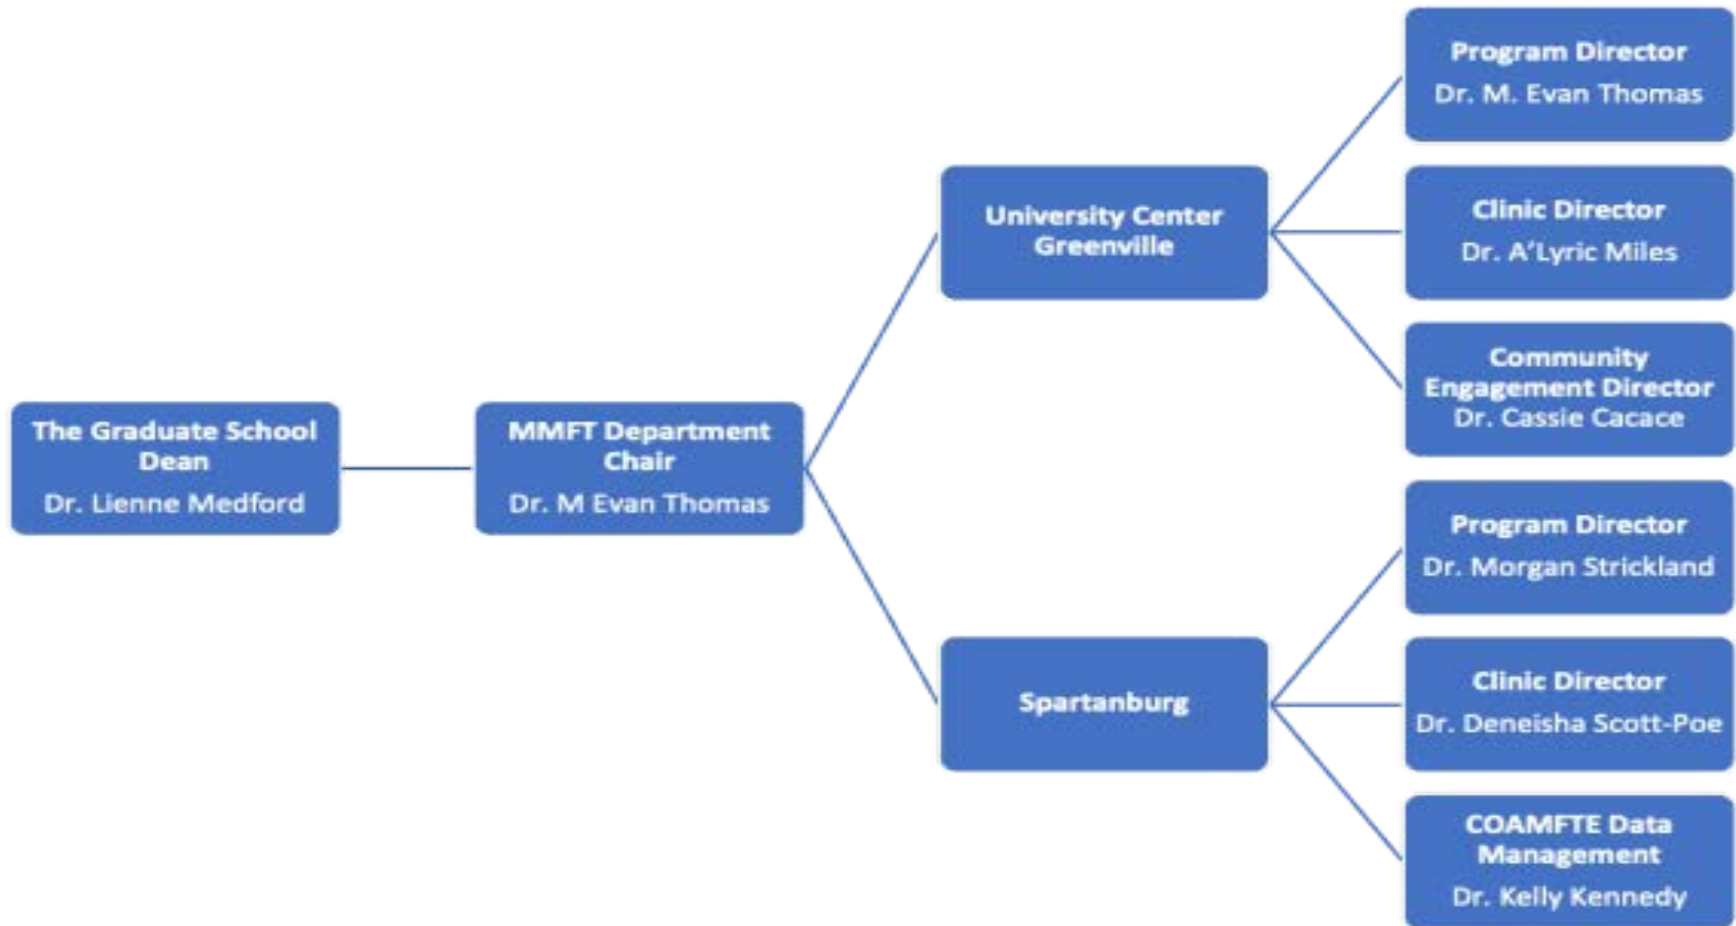 The Graduate School
Dean
Dr. Lienne Medford
MMFT Department
Chair
Dr. M Evan Thomas
University Center
Greenville
Program Director
Dr. M. Evan Thomas
Clinic Director
Dr. A’Lyric Miles
Community
Engagement Director
Dr. Cassie Cacace
Spartanburg
Program Director
Dr. Morgan Strickland
Clinic Director
Dr. Deneisha Scott-Poe
COAMFTE Data
Management
Dr. Kelly Kennedy